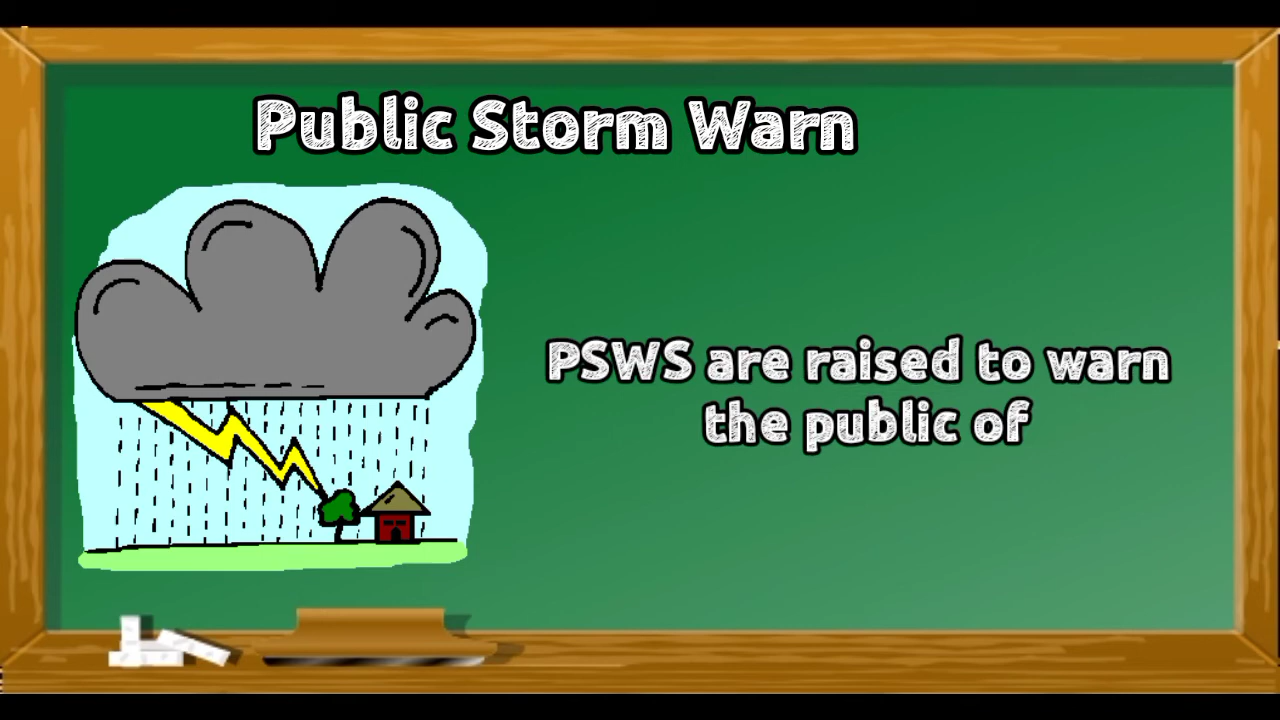 Public Storm Warn
PSWS are raised to warn
the public of